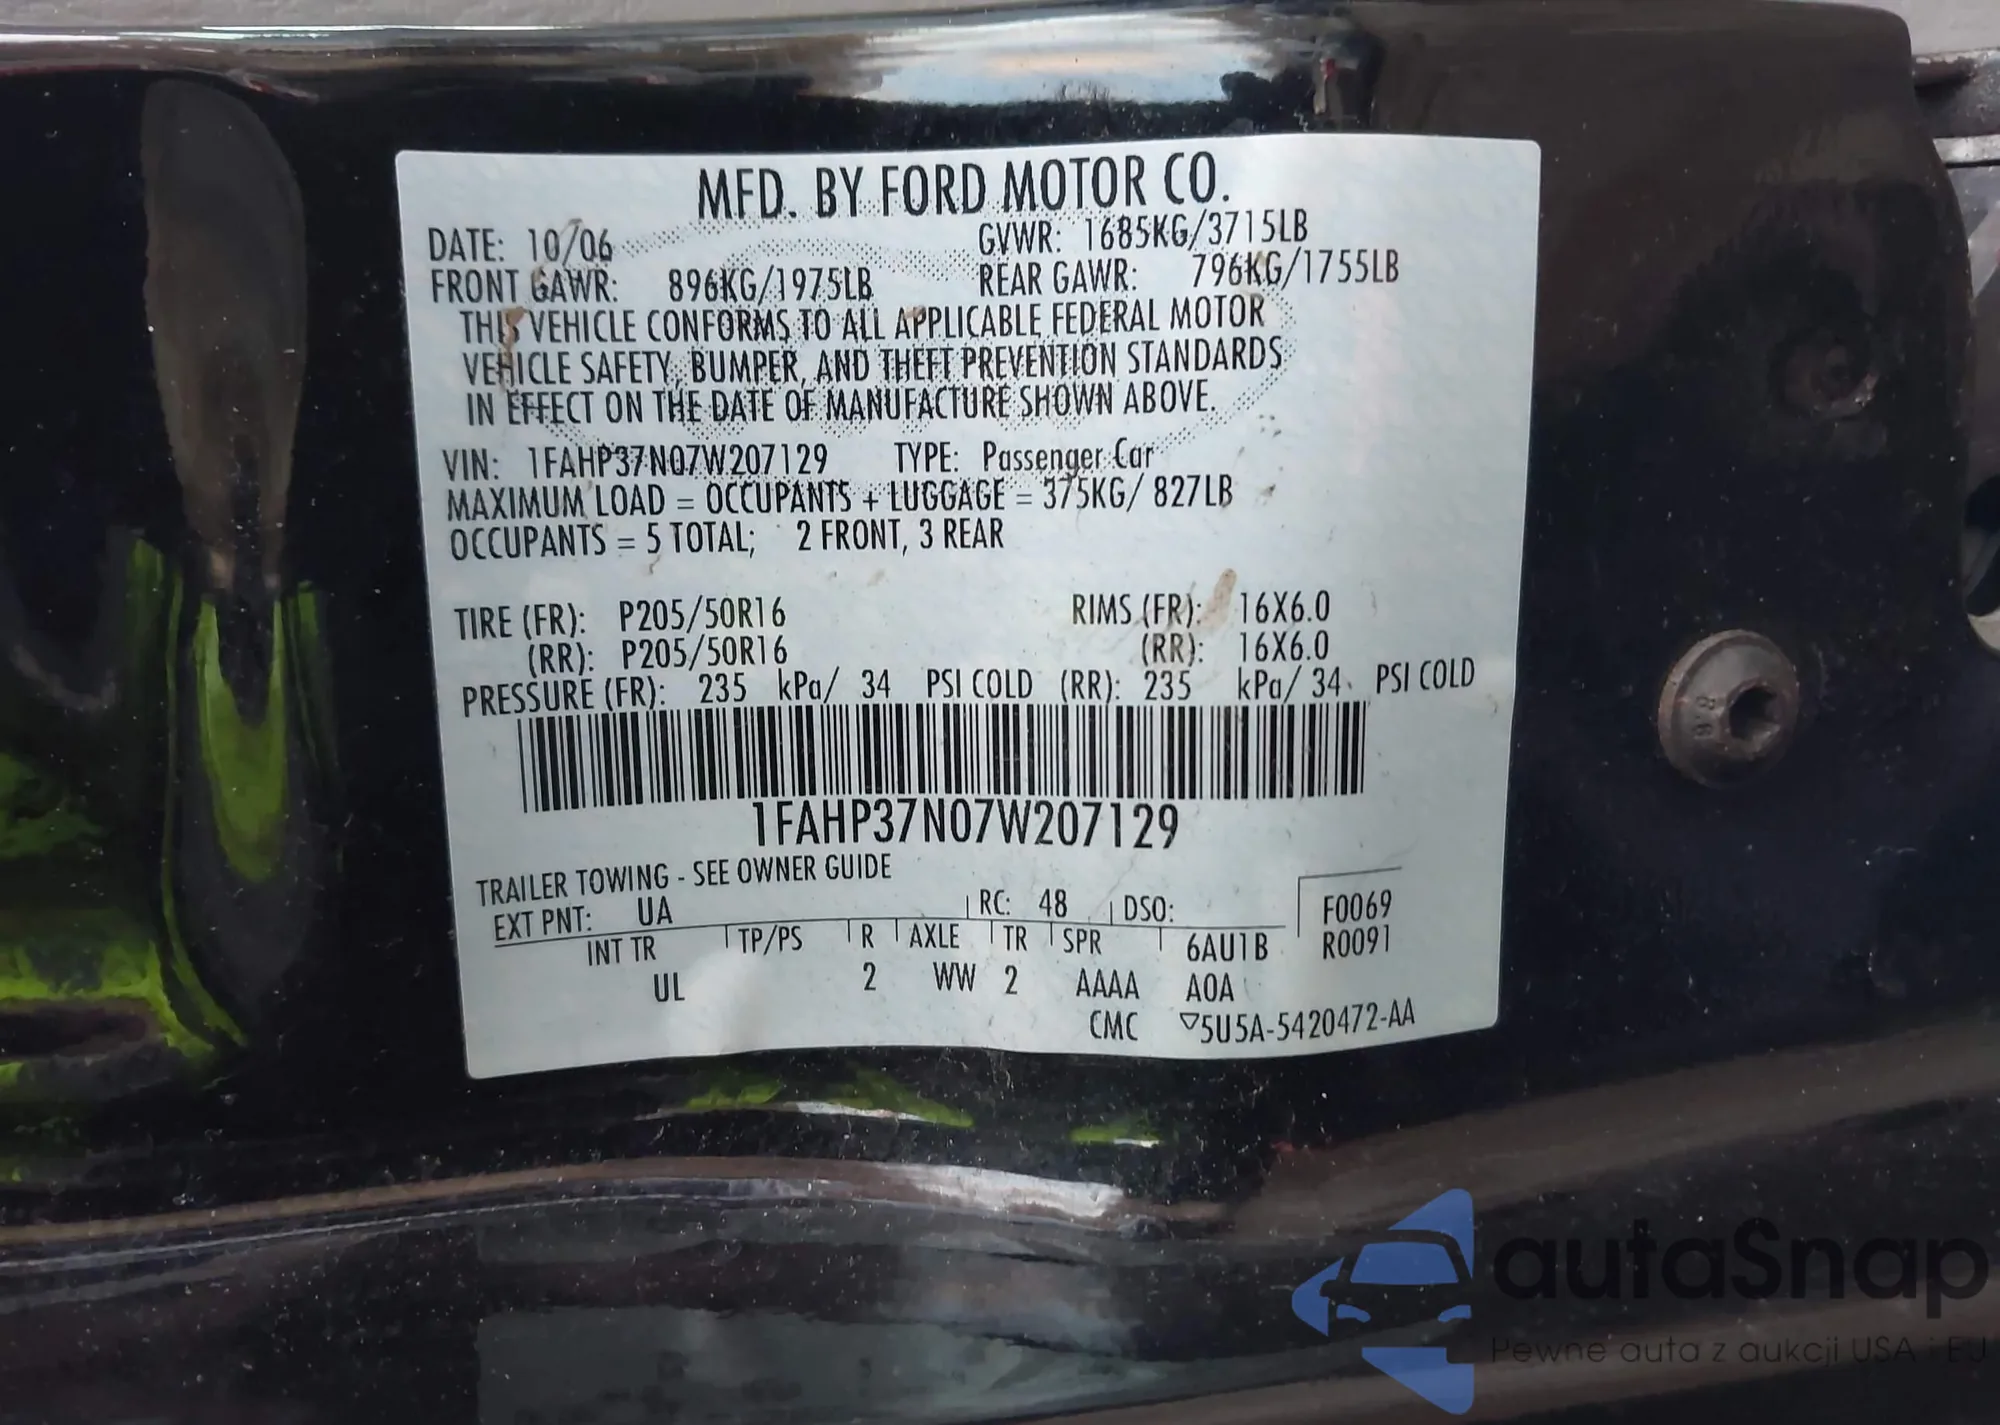 MFD. BY FORD MOTOR CO.
DATE: 10/06 GVWR: 1685KG/3715LB
FRONT GAWR: 896KG/1975LB REAR GAWR: 796KG/1755LB
THIS VEHICLE CONFORMS TO ALL APPLICABLE FEDERAL MOTOR
VEHICLE SAFETY, BUMPER, AND THEFT PREVENTION STANDARDS
IN EFFECT ON THE DATE OF MANUFACTURE SHOWN ABOVE.
VIN: 1FAHP37N07W207129 TYPE: Passenger Car
MAXIMUM LOAD = OCCUPANTS + LUGGAGE = 375KG/ 827LB
OCCUPANTS = 5 TOTAL; 2 FRONT, 3 REAR
TIRE (FR): P205/50R16 RIMS (FR): 16X6.0
(RR): P205/50R16 (RR): 16X6.0
PRESSURE (FR): 235 kPa/ 34 PSI COLD (RR): 235 kPa/ 34 PSI COLD
1FAHP37N07W207129
TRAILER TOWING - SEE OWNER GUIDE
EXT PNT: UA RC: 48 DSO: F0069
INT TR TP/PS R AXLE TR SPR 6AU1B R0091
UL 2 WW 2 AAAA A0A
CMC ▽5U5A-5420472-AA
8.8
autaSnap
Pewne auta z aukcji USA i EU